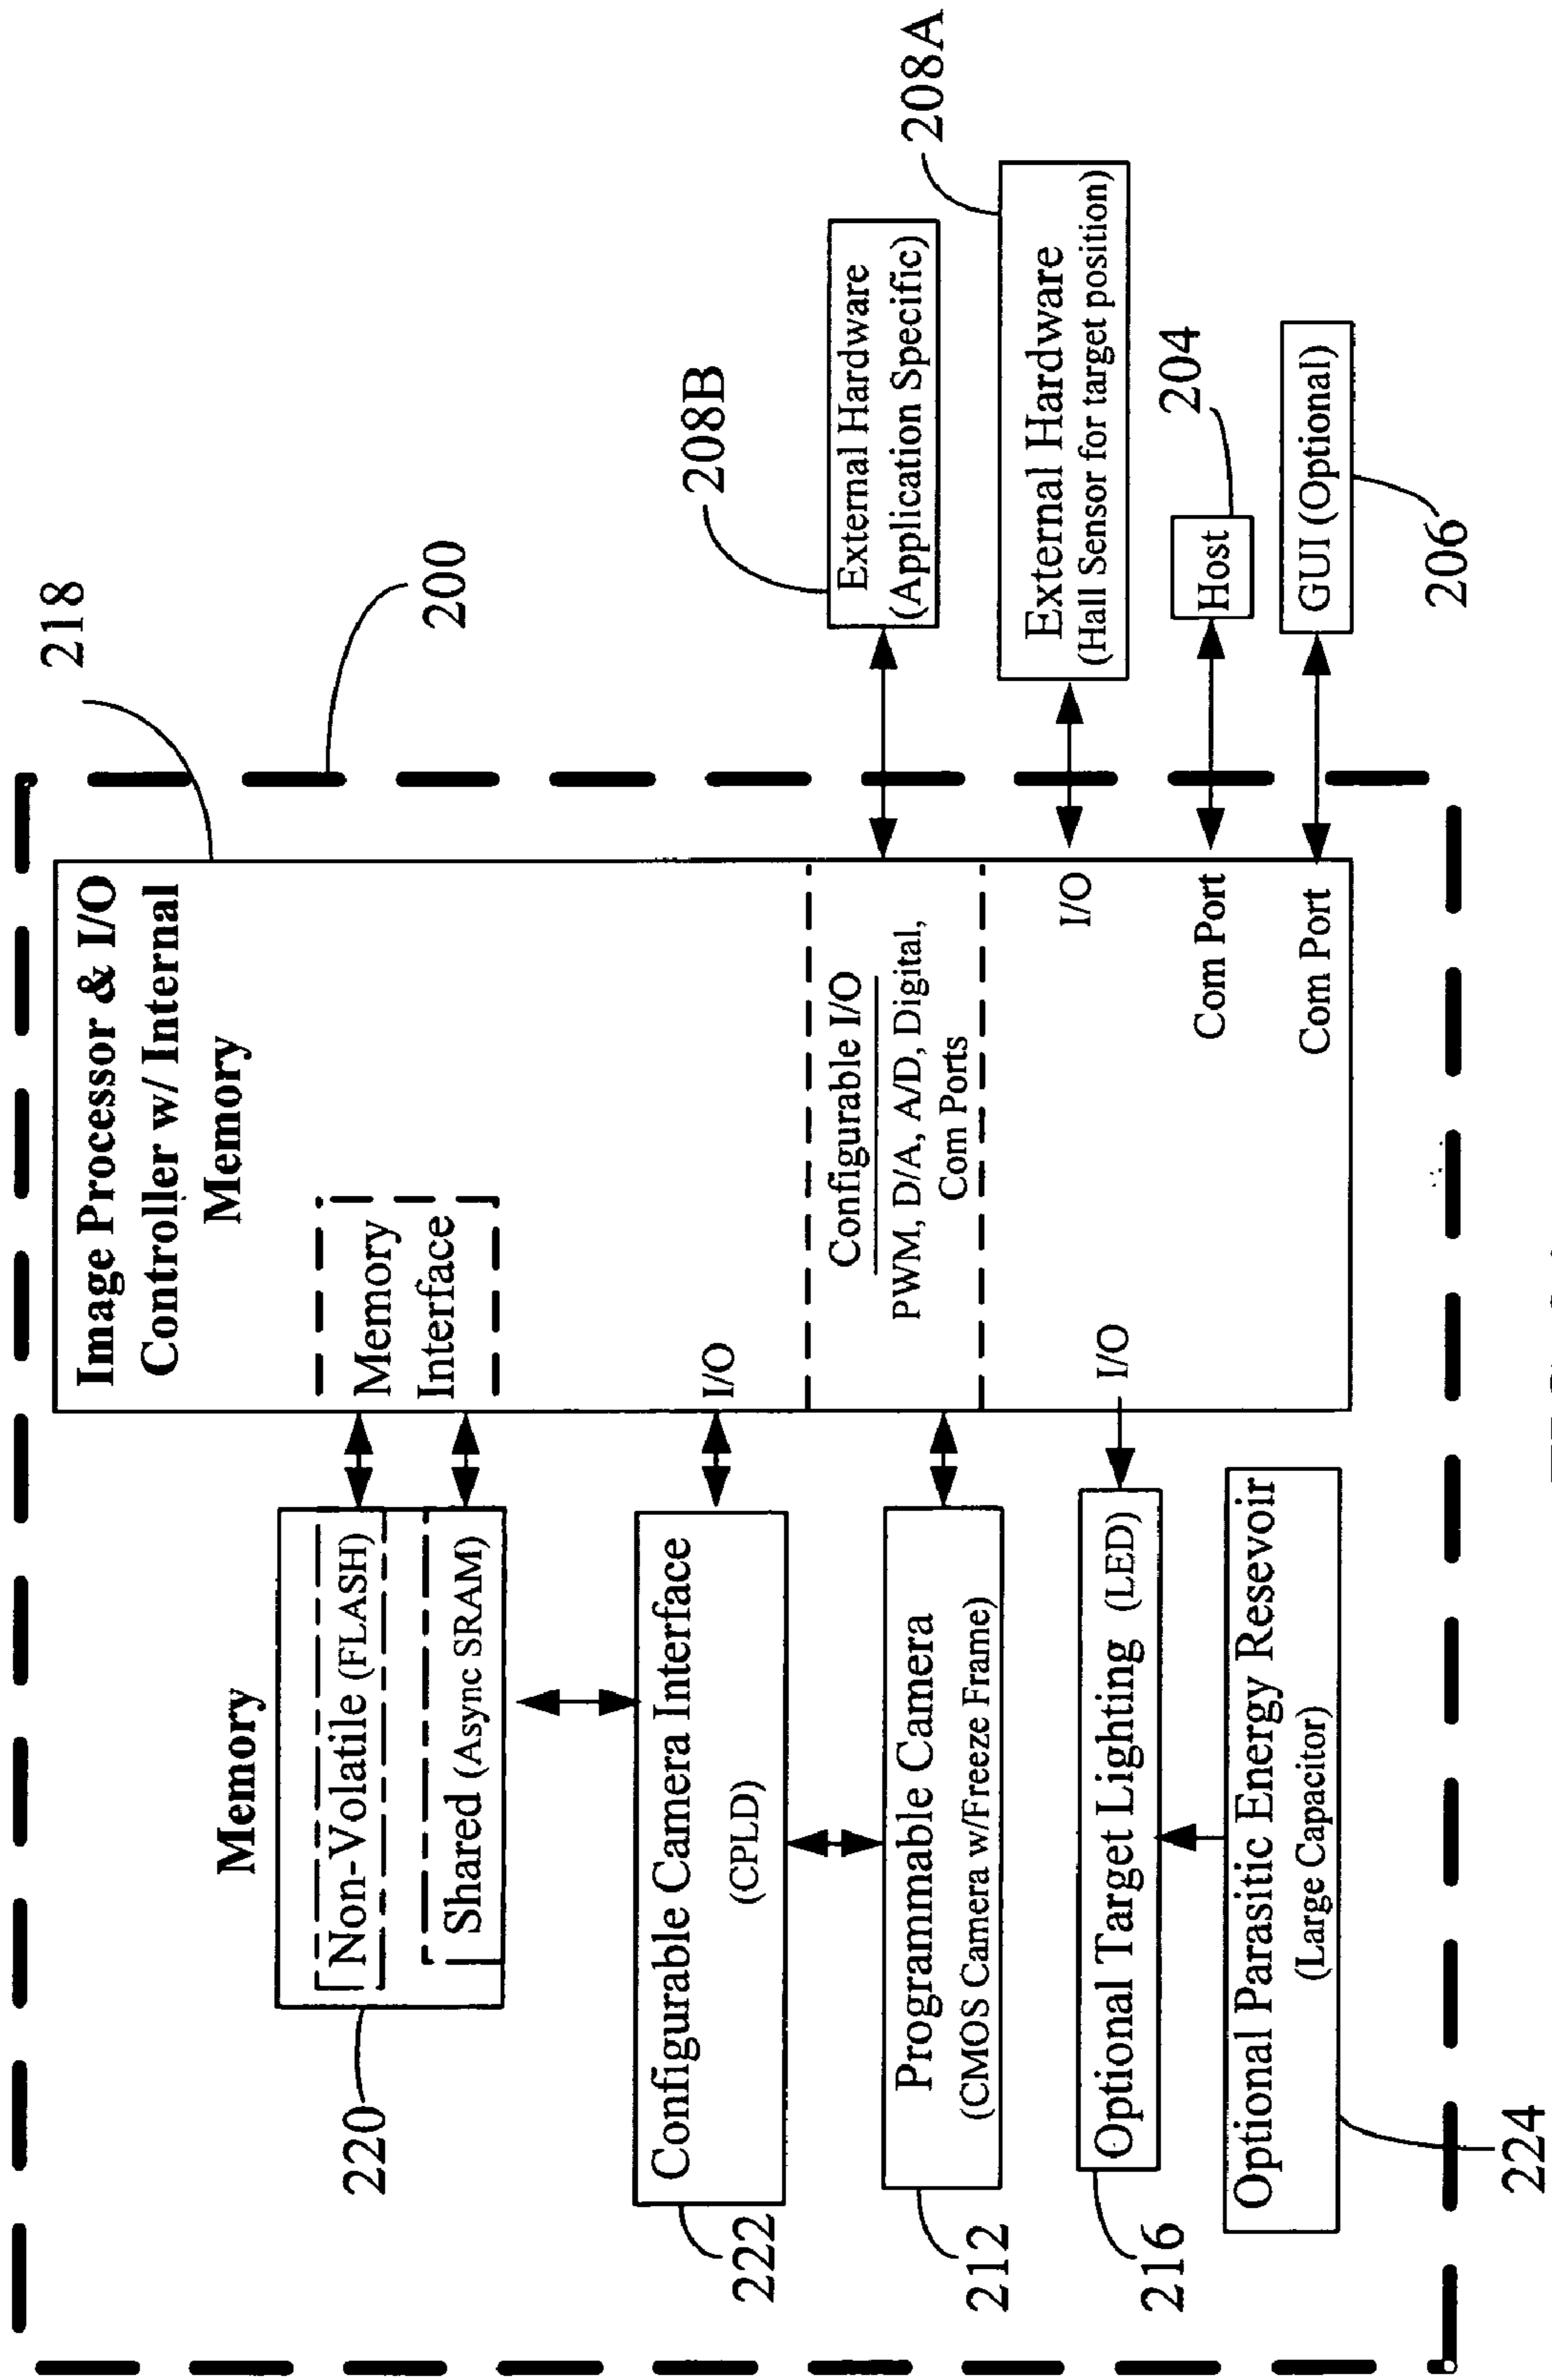 218
200
Image Processor & I/O
Controller w/ Internal
Memory
Memory
Non-Volatile (FLASH)
Shared (Async SRAM)
220
Memory
Interface
Configurable Camera Interface
(CPLD)
222
I/O
208B
External Hardware
(Application Specific)
Configurable I/O
PWM, D/A, A/D, Digital,
Com Ports
Programmable Camera
(CMOS Camera w/Freeze Frame)
212
208A
External Hardware
(Hall Sensor for target position)
I/O
I/O
Optional Target Lighting (LED)
216
204
Host
Com Port
GUI (Optional)
206
Com Port
Optional Parasitic Energy Resevoir
(Large Capacitor)
224